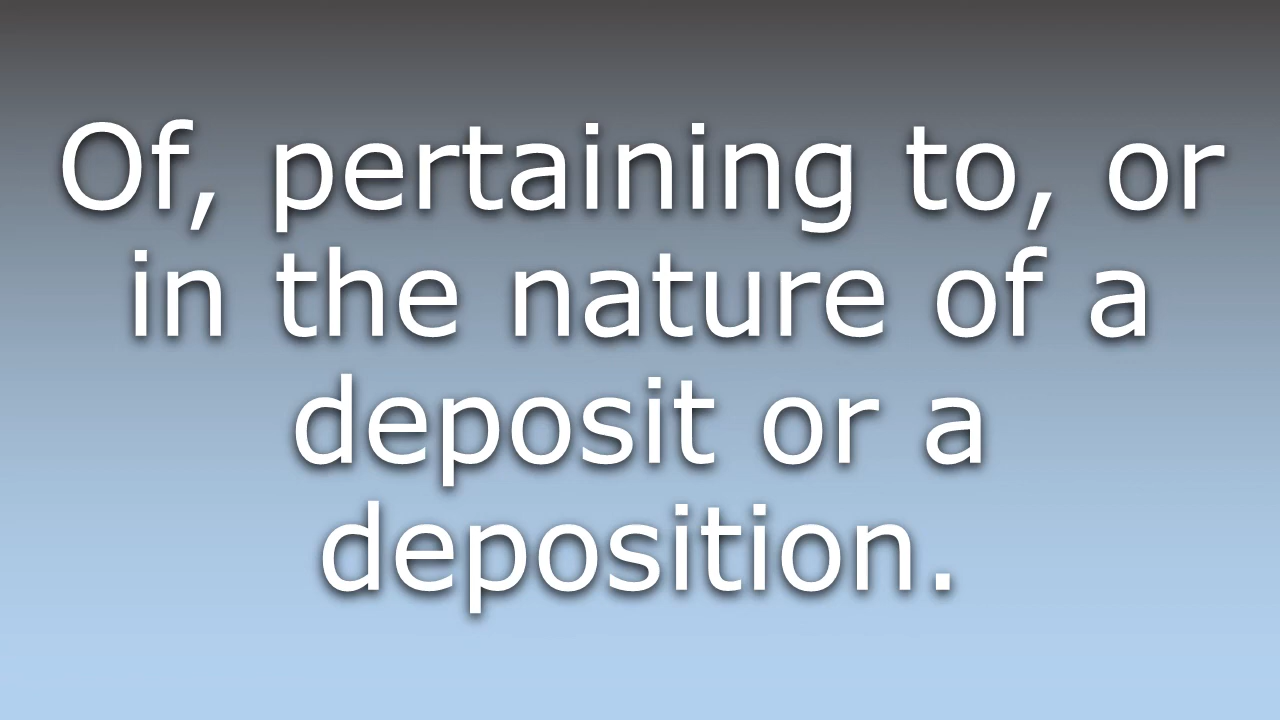 Of, pertaining to, or
in the nature of a
deposit or a
deposition.